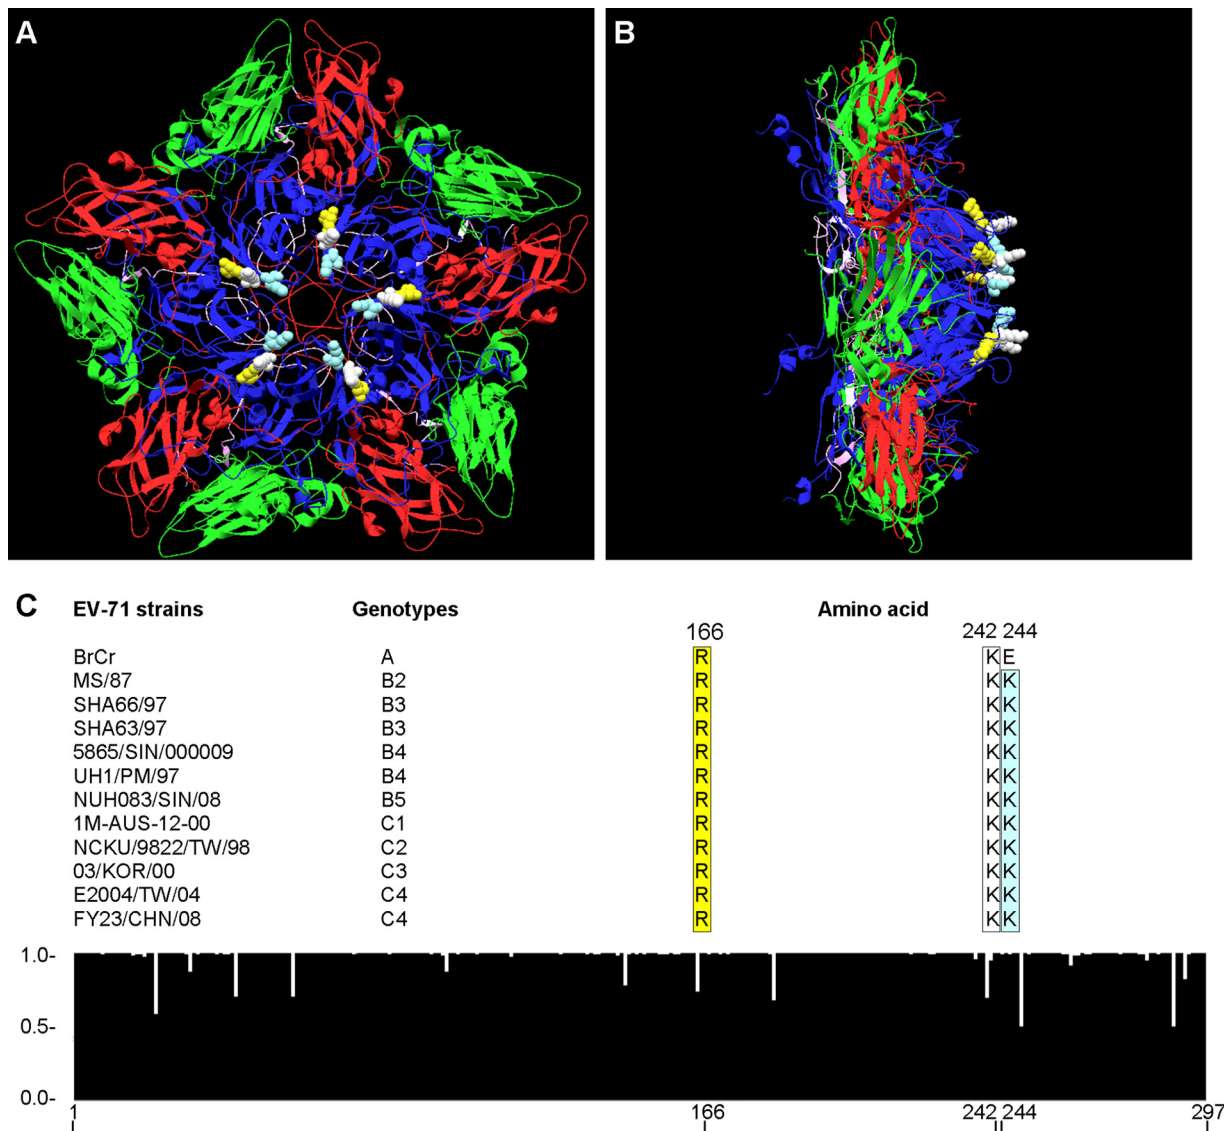 A
B
C EV-71 strains Genotypes Amino acid
166 242 244
BrCr A R K E
MS/87 B2 R K K
SHA66/97 B3 R K K
SHA63/97 B3 R K K
5865/SIN/000009 B4 R K K
UH1/PM/97 B4 R K K
NUH083/SIN/08 B5 R K K
1M-AUS-12-00 C1 R K K
NCKU/9822/TW/98 C2 R K K
03/KOR/00 C3 R K K
E2004/TW/04 C4 R K K
FY23/CHN/08 C4 R K K
1.0-
0.5-
0.0-
1 166 242 244 297